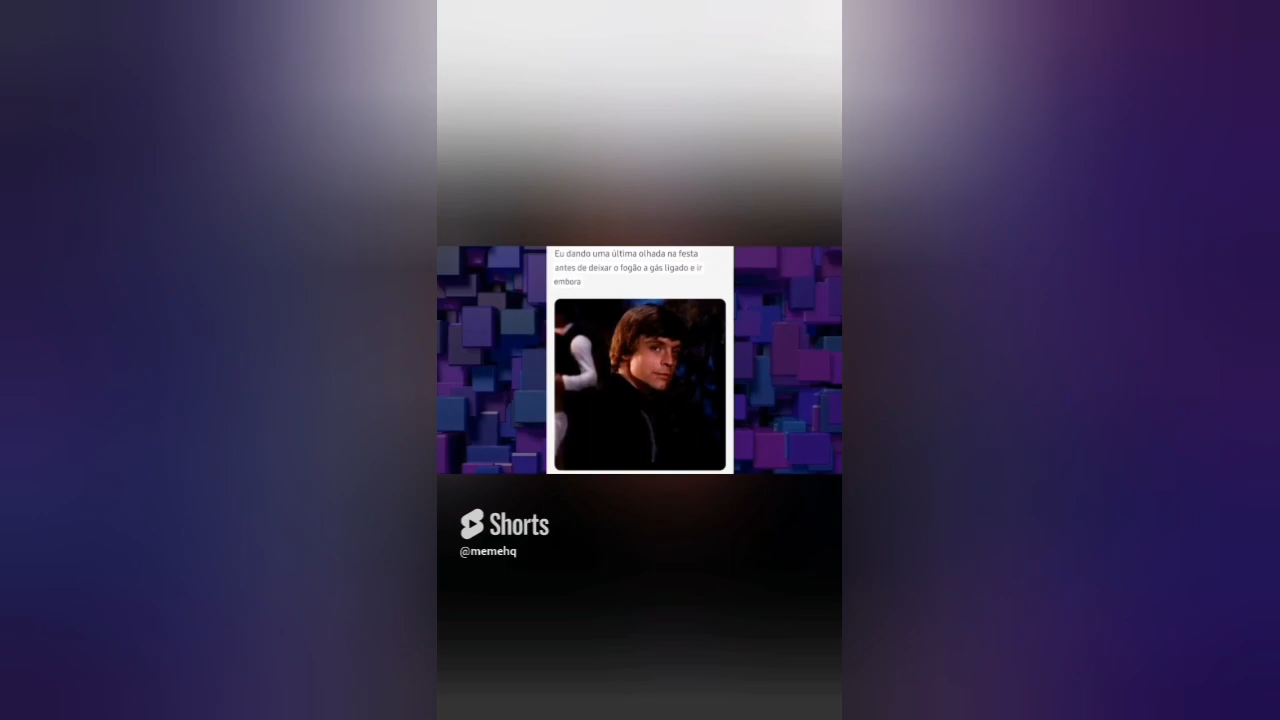 Eu dando uma última olhada na festa
antes de deixar o fogão a gás ligado e ir
embora
Shorts
@memehq